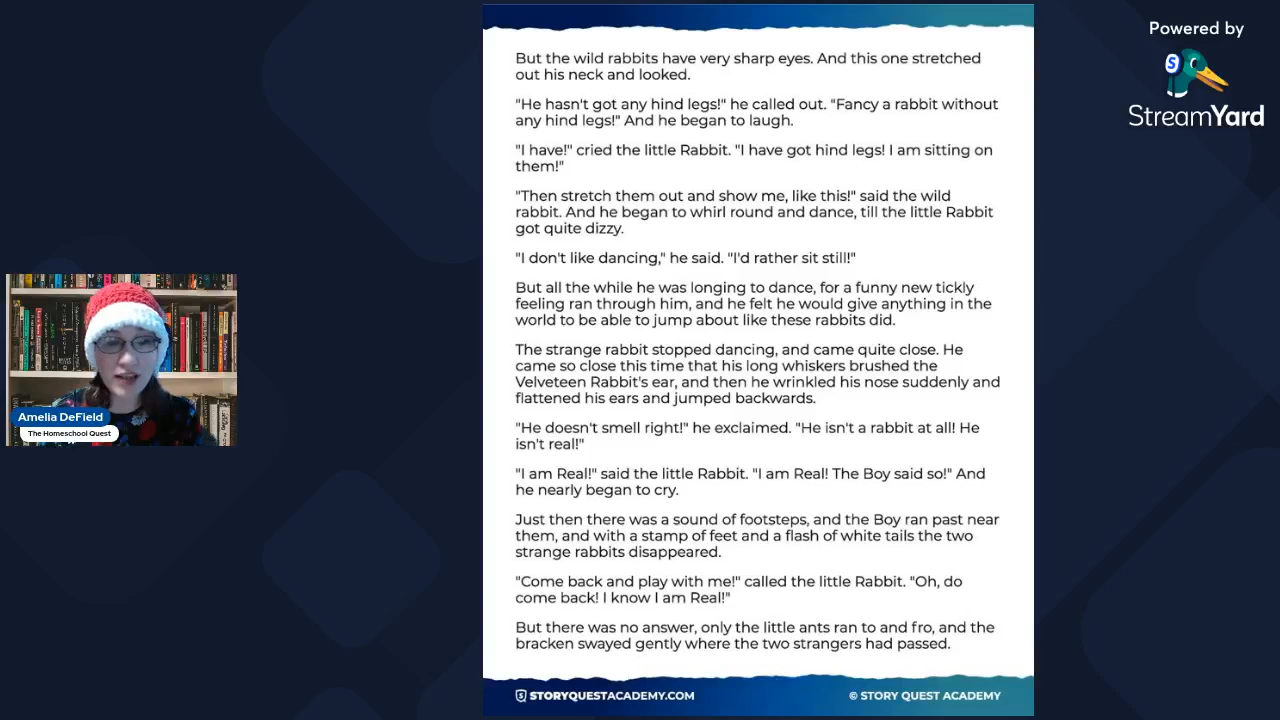 Powered by
StreamYard
But the wild rabbits have very sharp eyes. And this one stretched
out his neck and looked.
"He hasn't got any hind legs!" he called out. "Fancy a rabbit without
any hind legs!" And he began to laugh.
"I have!" cried the little Rabbit. "I have got hind legs! I am sitting on
them!"
"Then stretch them out and show me, like this!" said the wild
rabbit. And he began to whirl round and dance, till the little Rabbit
got quite dizzy.
"I don't like dancing," he said. "I'd rather sit still!"
But all the while he was longing to dance, for a funny new tickly
feeling ran through him, and he felt he would give anything in the
world to be able to jump about like these rabbits did.
The strange rabbit stopped dancing, and came quite close. He
came so close this time that his long whiskers brushed the
Velveteen Rabbit's ear, and then he wrinkled his nose suddenly and
flattened his ears and jumped backwards.
"He doesn't smell right!" he exclaimed. "He isn't a rabbit at all! He
isn't real!"
"I am Real!" said the little Rabbit. "I am Real! The Boy said so!" And
he nearly began to cry.
Just then there was a sound of footsteps, and the Boy ran past near
them, and with a stamp of feet and a flash of white tails the two
strange rabbits disappeared.
"Come back and play with me!" called the little Rabbit. "Oh, do
come back! I know I am Real!"
But there was no answer, only the little ants ran to and fro, and the
bracken swayed gently where the two strangers had passed.
STORYQUESTACADEMY.COM
© STORY QUEST ACADEMY
Amelia DeField
The Homeschool Quest